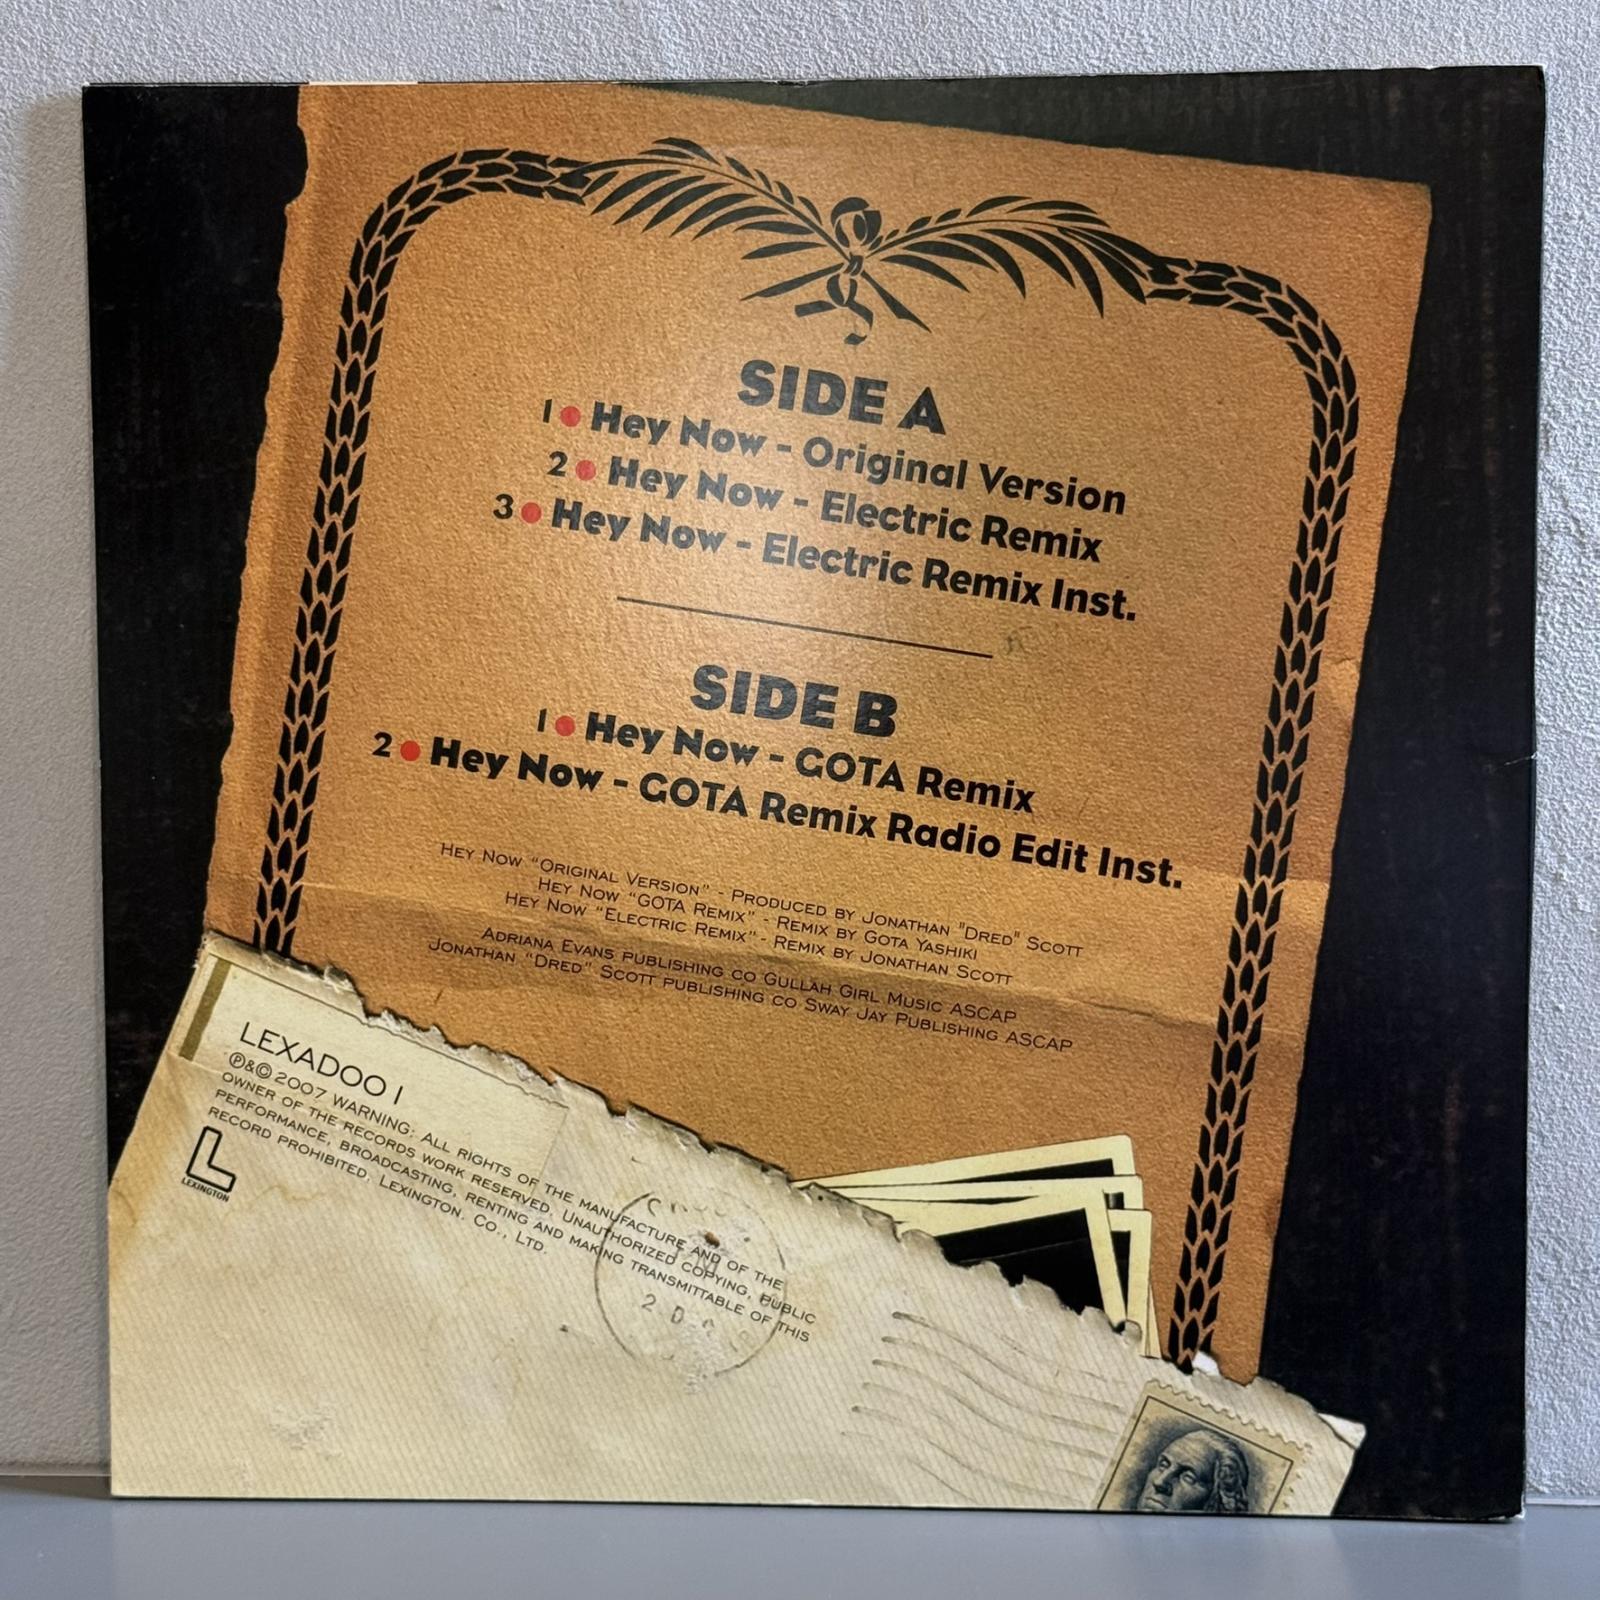 SIDE A
1 ● Hey Now - Original Version
2 ● Hey Now - Electric Remix
3 ● Hey Now - Electric Remix Inst.
SIDE B
1 ● Hey Now - GOTA Remix
2 ● Hey Now - GOTA Remix Radio Edit Inst.
HEY NOW "ORIGINAL VERSION" - PRODUCED BY JONATHAN "DRED" SCOTT
HEY NOW "GOTA REMIX" - REMIX BY GOTA YASHIKI
HEY NOW "ELECTRIC REMIX" - REMIX BY JONATHAN SCOTT
ADRIANA EVANS PUBLISHING CO GULLAH GIRL MUSIC ASCAP
JONATHAN "DRED" SCOTT PUBLISHING CO SWAY JAY PUBLISHING ASCAP
LEXADOO 1
℗&© 2007 WARNING: ALL RIGHTS OF THE MANUFACTURE AND OF THE
OWNER OF THE RECORDS WORK RESERVED. UNAUTHORIZED COPYING, PUBLIC
PERFORMANCE, BROADCASTING, RENTING AND MAKING TRANSMITTABLE OF THIS
RECORD PROHIBITED. LEXINGTON. CO., LTD.
LEXINGTON